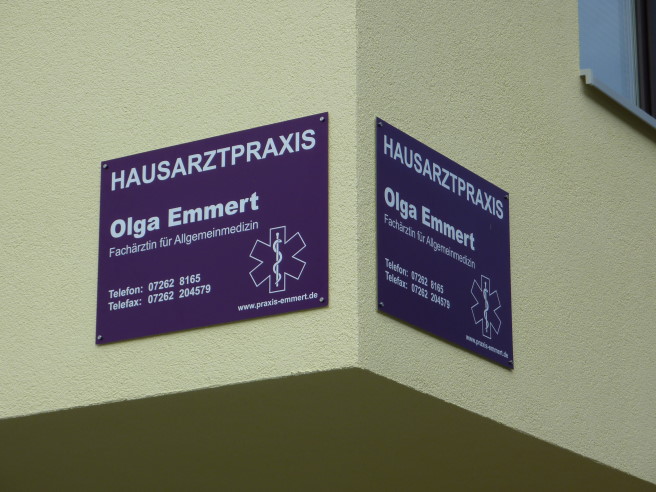 HAUSARZTPRAXIS
Olga Emmert
Fachärztin für Allgemeinmedizin
Telefon: 07262 8165
Telefax: 07262 204579
www.praxis-emmert.de
HAUSARZTPRAXIS
Olga Emmert
Fachärztin für Allgemeinmedizin
Telefon: 07262 8165
Telefax: 07262 204579
www.praxis-emmert.de